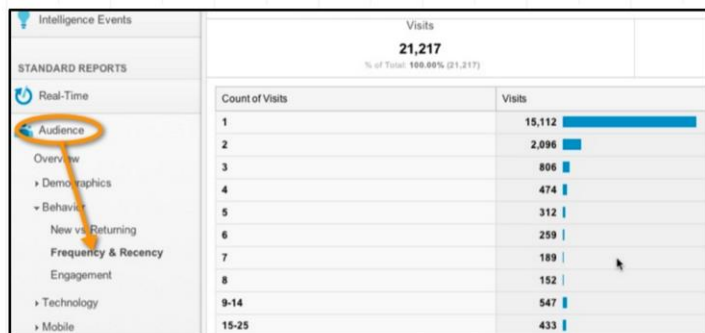 Intelligence Events
STANDARD REPORTS
Real-Time
Audience
Overview
Demographics
Behavior
New vs Returning
Frequency & Recency
Engagement
Technology
Mobile
Visits
21,217
% of Total: 100.00% (21,217)
Count of Visits Visits
1 15,112
2 2,096
3 806
4 474
5 312
6 259
7 189
8 152
9-14 547
15-25 433